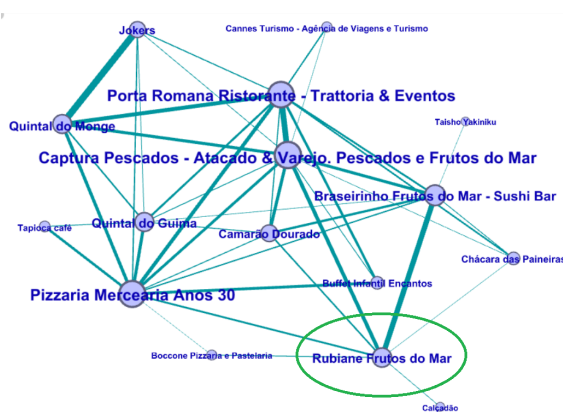 Jokers
Cannes Turismo - Agência de Viagens e Turismo
Porta Romana Ristorante - Trattoria & Eventos
Quintal do Monge
Taisho Yakiniku
Captura Pescados - Atacado & Varejo. Pescados e Frutos do Mar
Braseirinho Frutos do Mar - Sushi Bar
Quintal do Guima
Tapioca café
Camarão Dourado
Chácara das Paineiras
Buffet Infantil Encantos
Pizzaria Mercearia Anos 30
Boccone Pizzaria e Pastelaria
Rubiane Frutos do Mar
Calçadão